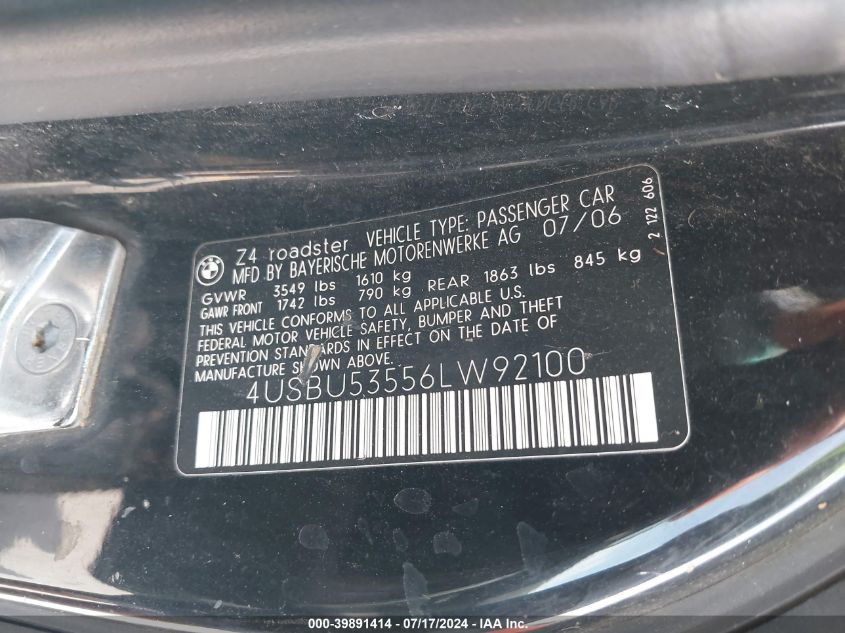 Z4 roadster VEHICLE TYPE: PASSENGER CAR
MFD BY BAYERISCHE MOTORENWERKE AG 07/06
GVWR 3549 lbs 1610 kg
GAWR FRONT 1742 lbs 790 kg REAR 1863 lbs 845 kg
THIS VEHICLE CONFORMS TO ALL APPLICABLE U.S.
FEDERAL MOTOR VEHICLE SAFETY, BUMPER AND THEFT
PREVENTION STANDARDS IN EFFECT ON THE DATE OF
MANUFACTURE SHOWN ABOVE.
4USBU53556LW92100
2 122 606
000-39891414 / 07/17/2024 - IAA Inc.